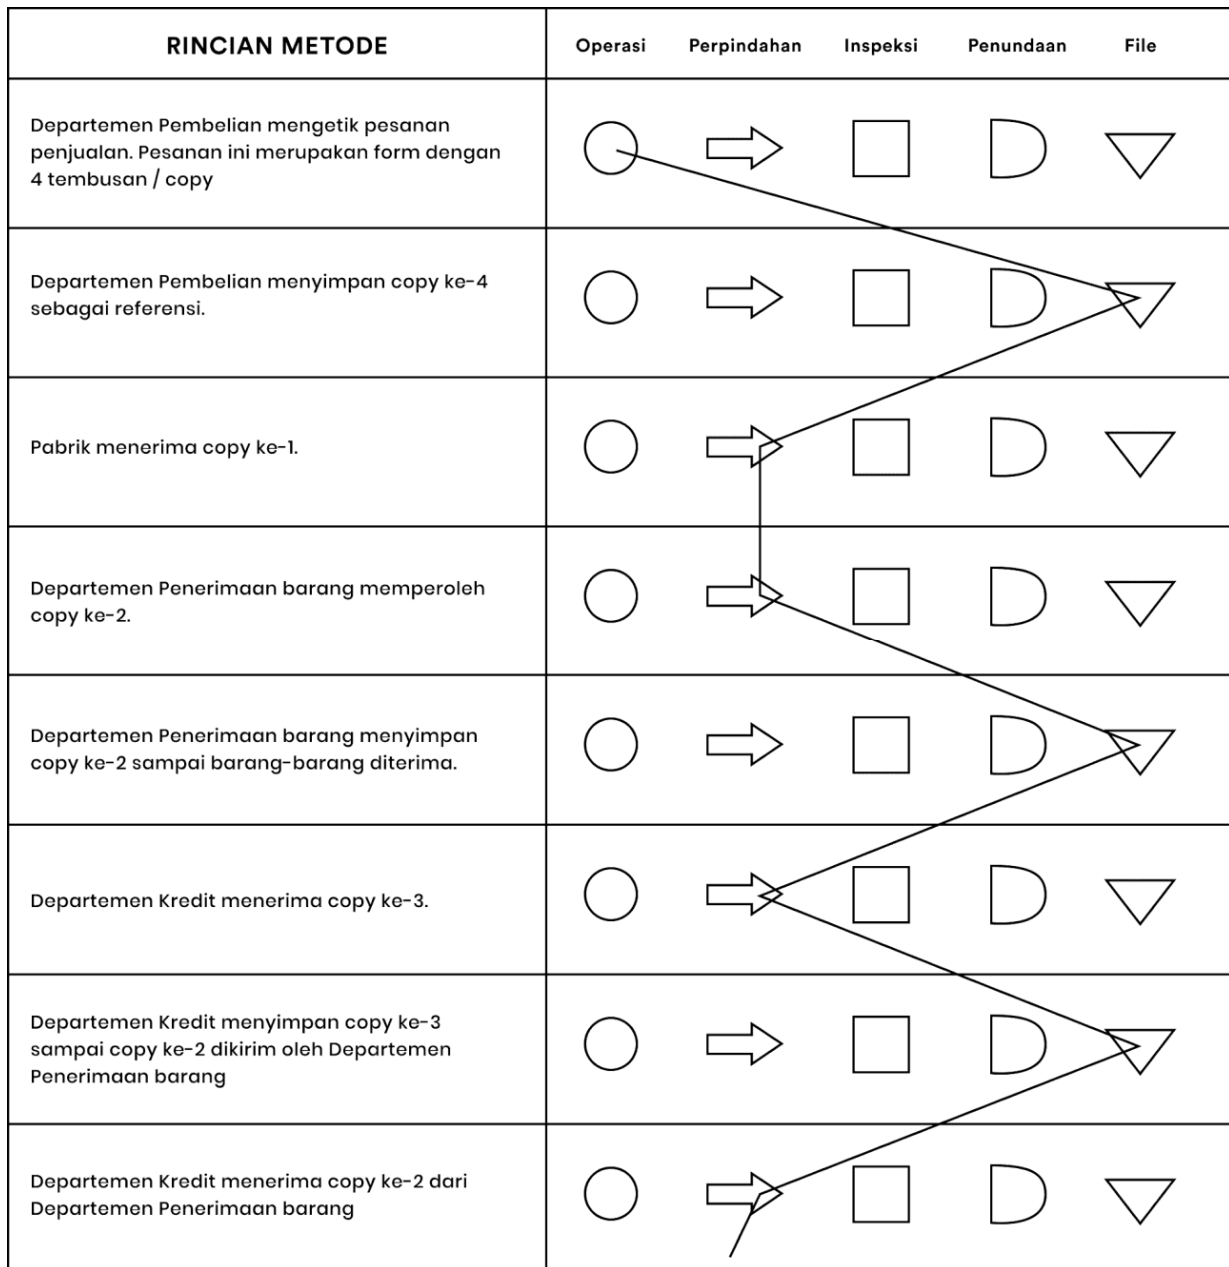 RINCIAN METODE
Operasi
Perpindahan
Inspeksi
Penundaan
File
Departemen Pembelian mengetik pesanan
penjualan. Pesanan ini merupakan form dengan
4 tembusan / copy
Departemen Pembelian menyimpan copy ke-4
sebagai referensi.
Pabrik menerima copy ke-1.
Departemen Penerimaan barang memperoleh
copy ke-2.
Departemen Penerimaan barang menyimpan
copy ke-2 sampai barang-barang diterima.
Departemen Kredit menerima copy ke-3.
Departemen Kredit menyimpan copy ke-3
sampai copy ke-2 dikirim oleh Departemen
Penerimaan barang
Departemen Kredit menerima copy ke-2 dari
Departemen Penerimaan barang